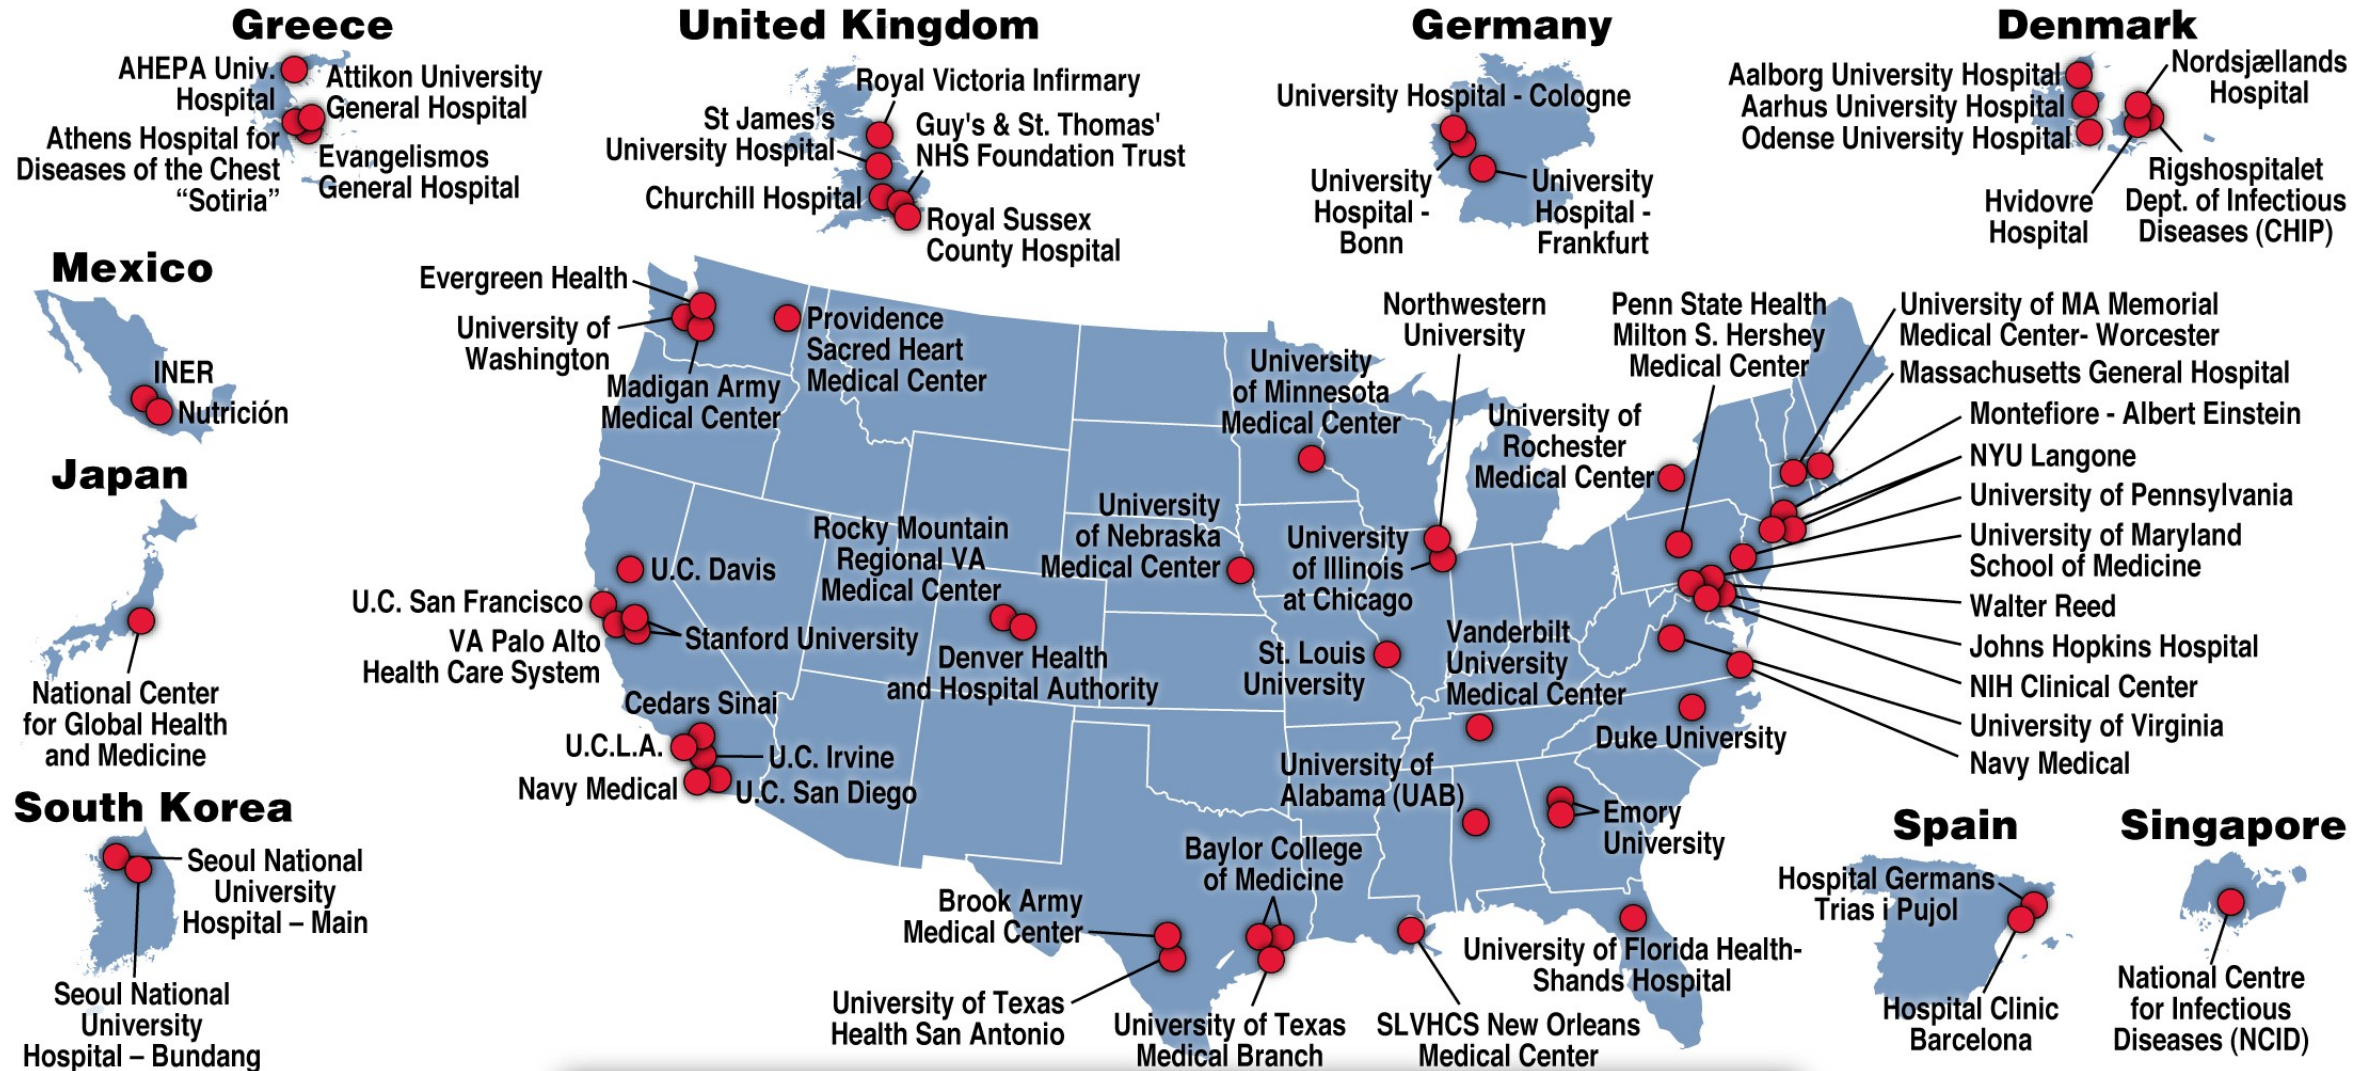 Greece
AHEPA Univ.
Hospital
Attikon University
General Hospital
Athens Hospital for
Diseases of the Chest
“Sotiria”
Evangelismos
General Hospital
United Kingdom
Royal Victoria Infirmary
St James's
University Hospital
Guy's & St. Thomas'
NHS Foundation Trust
Churchill Hospital
Royal Sussex
County Hospital
Germany
University Hospital - Cologne
University
Hospital -
Bonn
University
Hospital -
Frankfurt
Denmark
Aalborg University Hospital
Aarhus University Hospital
Odense University Hospital
Nordsjællands
Hospital
Hvidovre
Hospital
Rigshospitalet
Dept. of Infectious
Diseases (CHIP)
Mexico
INER
Nutrición
Japan
National Center
for Global Health
and Medicine
South Korea
Seoul National
University
Hospital – Main
Seoul National
University
Hospital – Bundang
Evergreen Health
University of
Washington
Madigan Army
Medical Center
Providence
Sacred Heart
Medical Center
U.C. Davis
U.C. San Francisco
VA Palo Alto
Health Care System
Stanford University
Cedars Sinai
U.C.L.A.
U.C. Irvine
Navy Medical
U.C. San Diego
Rocky Mountain
Regional VA
Medical Center
Denver Health
and Hospital Authority
University
of Minnesota
Medical Center
University
of Nebraska
Medical Center
Northwestern
University
University
of Illinois
at Chicago
St. Louis
University
Vanderbilt
University
Medical Center
University of
Alabama (UAB)
Emory
University
Duke University
Baylor College
of Medicine
Brook Army
Medical Center
University of Texas
Health San Antonio
University of Texas
Medical Branch
SLVHCS New Orleans
Medical Center
University of Florida Health-
Shands Hospital
University of
Rochester
Medical Center
Penn State Health
Milton S. Hershey
Medical Center
University of MA Memorial
Medical Center- Worcester
Massachusetts General Hospital
Montefiore - Albert Einstein
NYU Langone
University of Pennsylvania
University of Maryland
School of Medicine
Walter Reed
Johns Hopkins Hospital
NIH Clinical Center
University of Virginia
Navy Medical
Spain
Hospital Germans
Trias i Pujol
Hospital Clinic
Barcelona
Singapore
National Centre
for Infectious
Diseases (NCID)